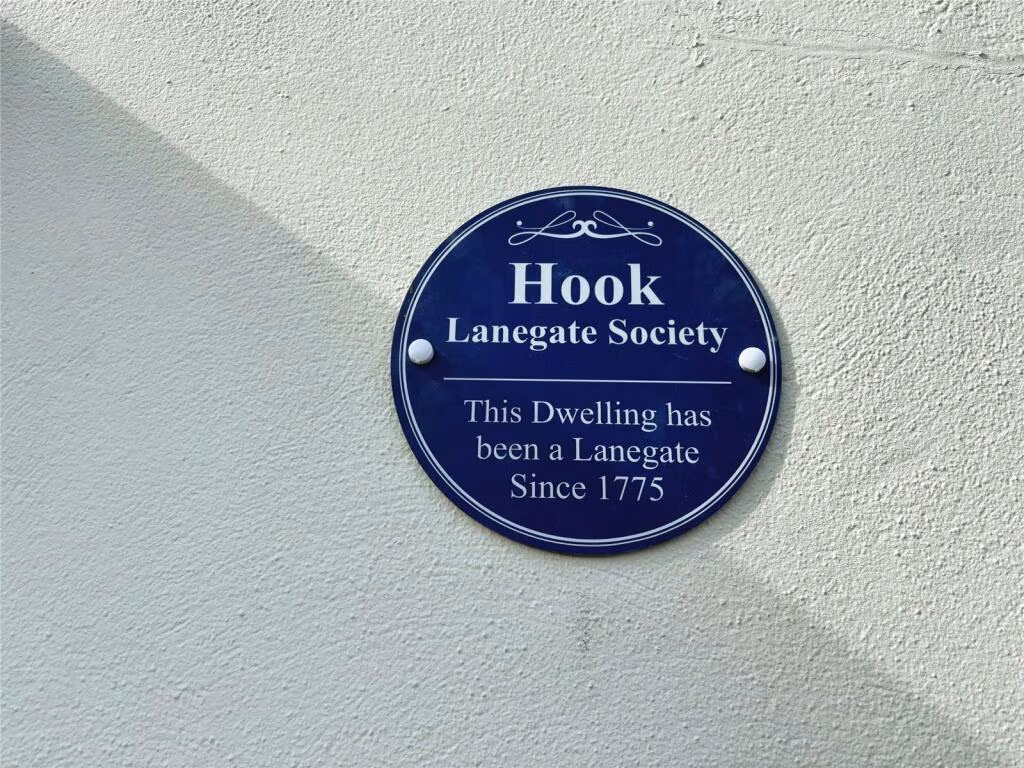 Hook
Lanegate Society
This Dwelling has
been a Lanegate
Since 1775